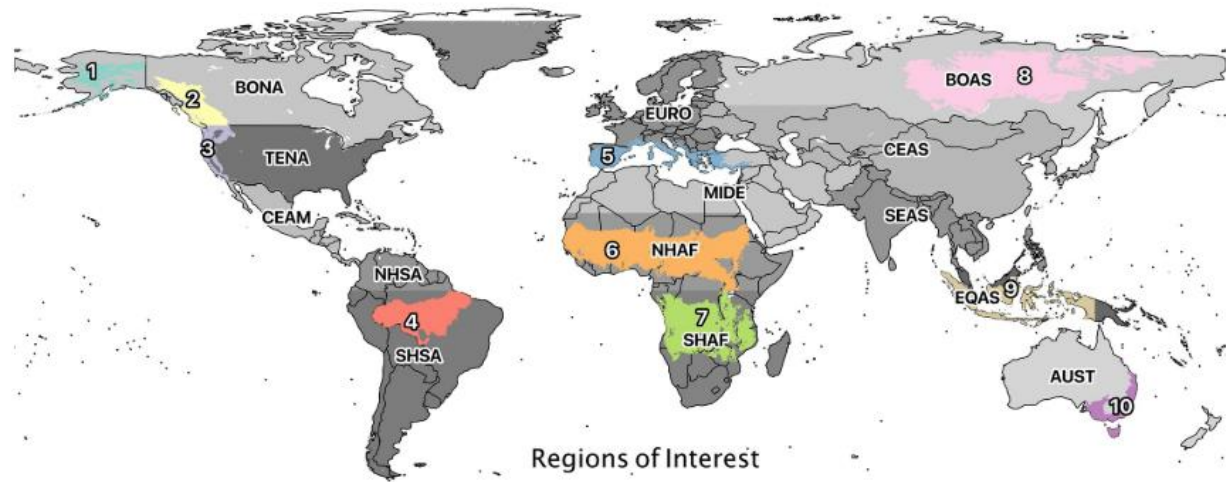 1
2
3
BONA
TENA
CEAM
NHSA
4
SHSA
EURO
5
MIDE
6
NHAF
7
SHAF
BOAS
8
CEAS
SEAS
EQAS
9
AUST
10
Regions of Interest